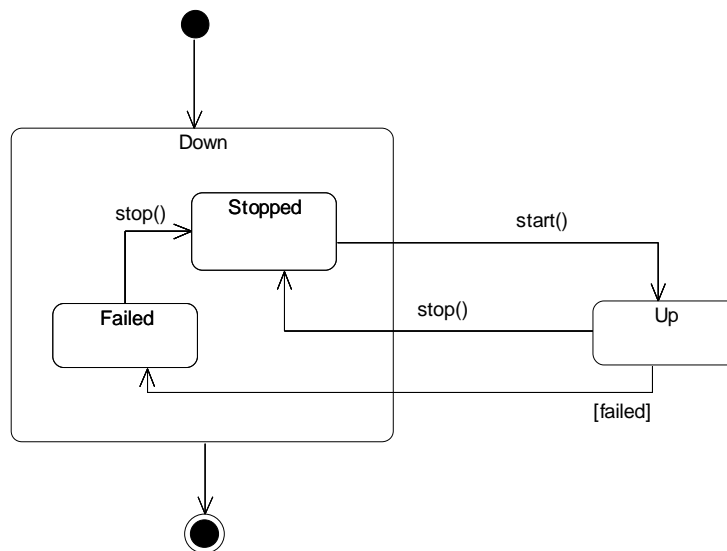 Down
Stopped
stop()
start()
Failed
stop()
Up
[failed]